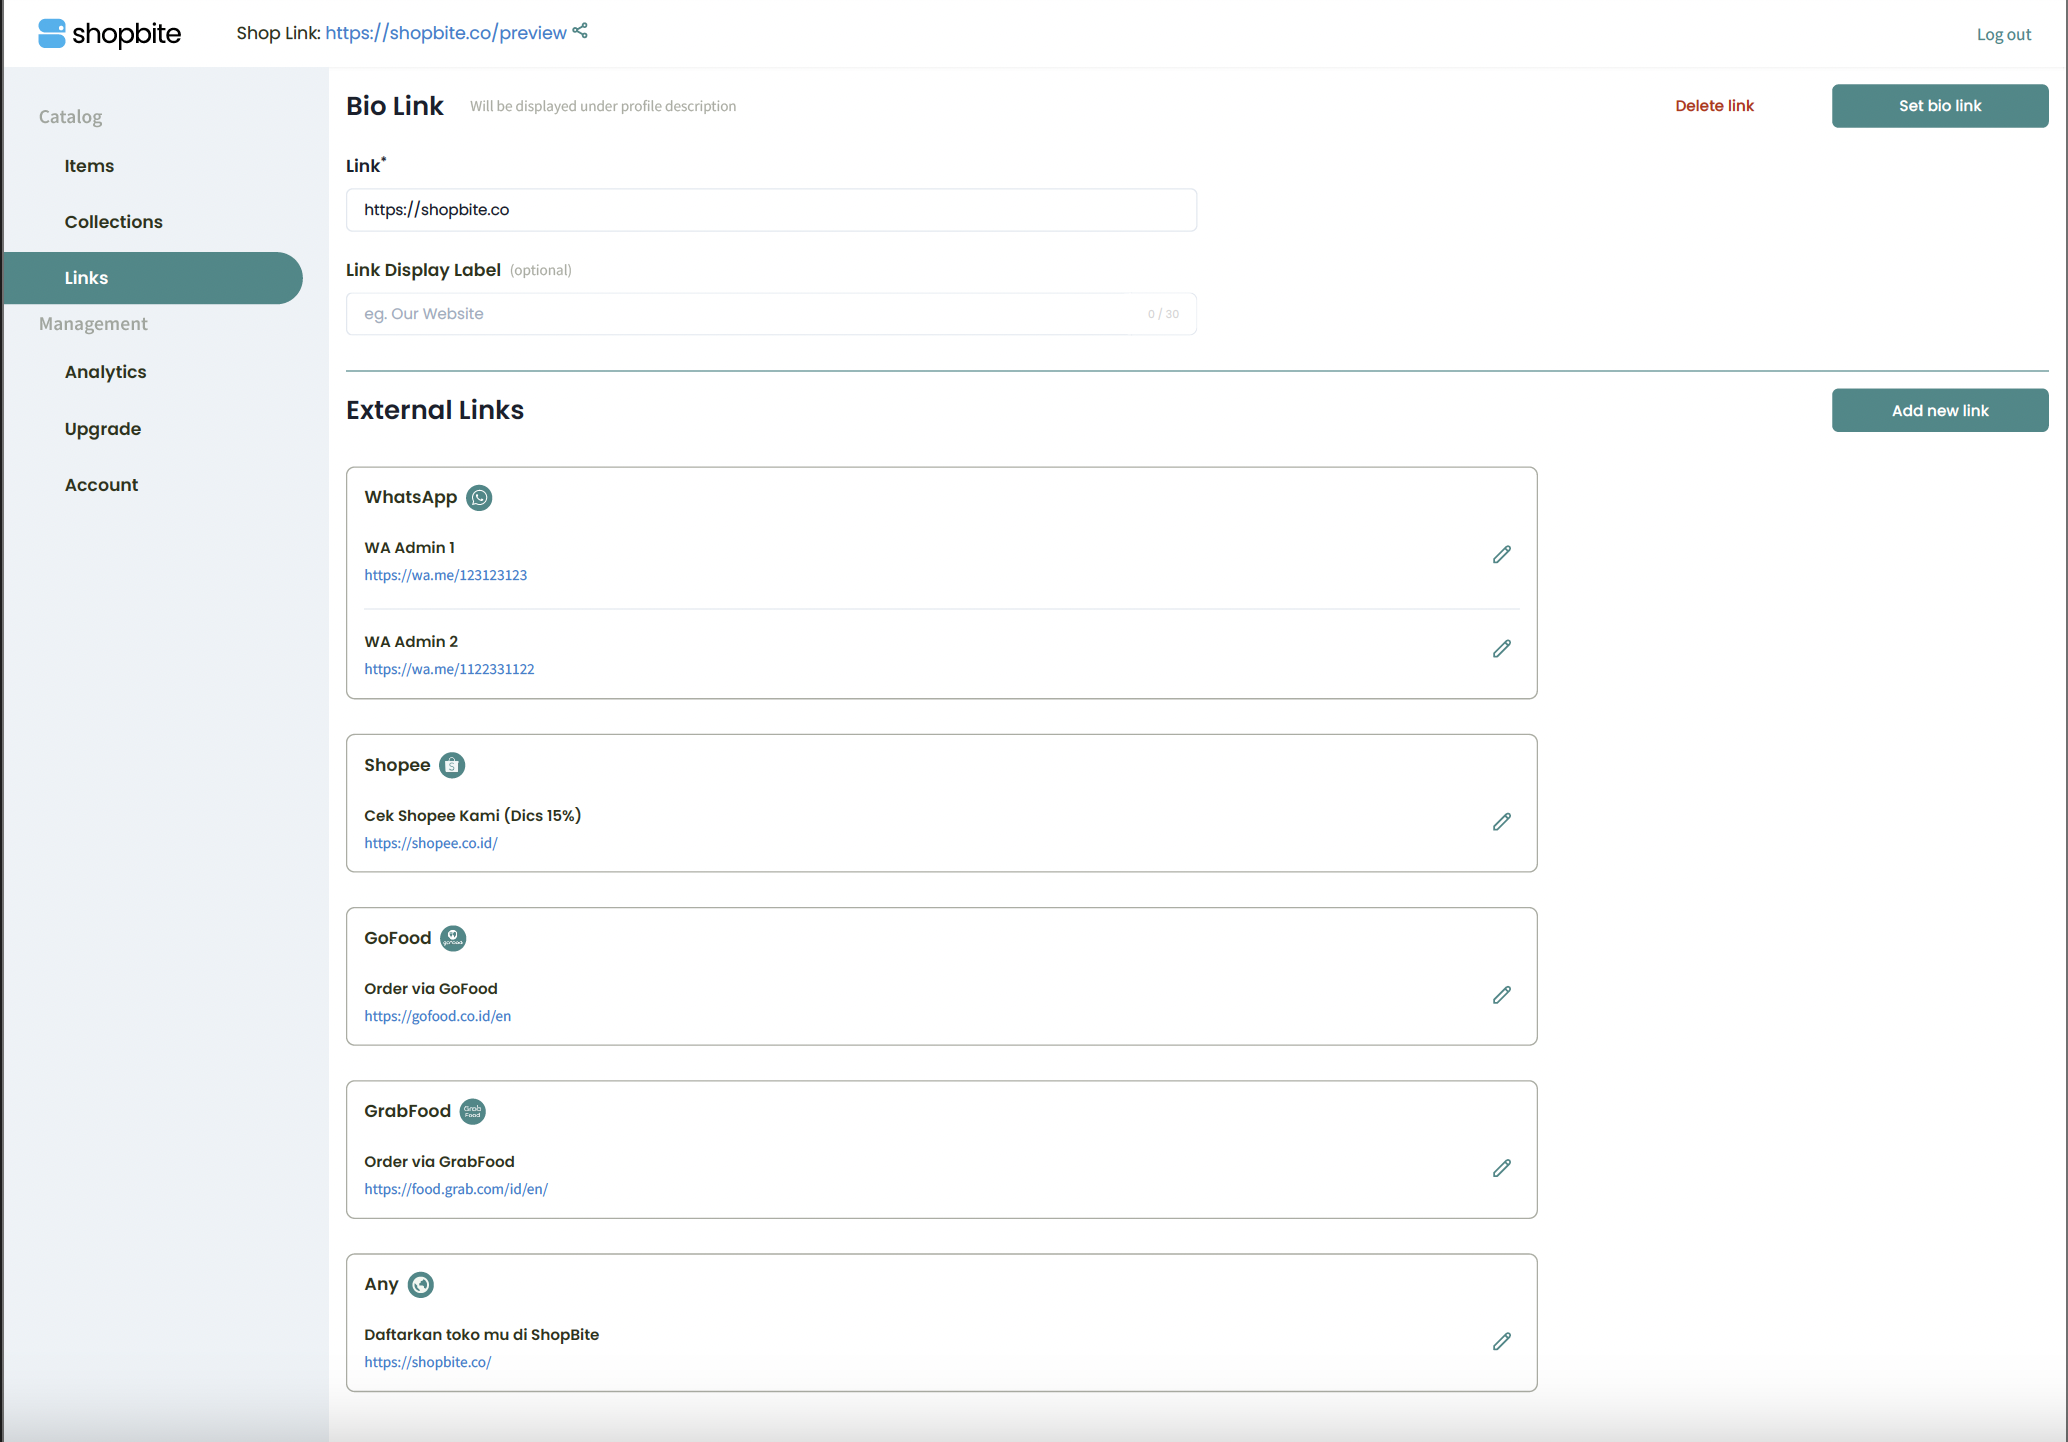 shopbite
Shop Link: https://shopbite.co/preview
Log out
Catalog
Items
Collections
Links
Management
Analytics
Upgrade
Account
Bio Link
Will be displayed under profile description
Delete link
Set bio link
Link*
https://shopbite.co
Link Display Label (optional)
eg. Our Website
0 / 30
External Links
Add new link
WhatsApp
WA Admin 1
https://wa.me/123123123
WA Admin 2
https://wa.me/1122331122
Shopee
S
Cek Shopee Kami (Dics 15%)
https://shopee.co.id/
GoFood
gofood
Order via GoFood
https://gofood.co.id/en
GrabFood
Grab
Food
Order via GrabFood
https://food.grab.com/id/en/
Any
Daftarkan toko mu di ShopBite
https://shopbite.co/